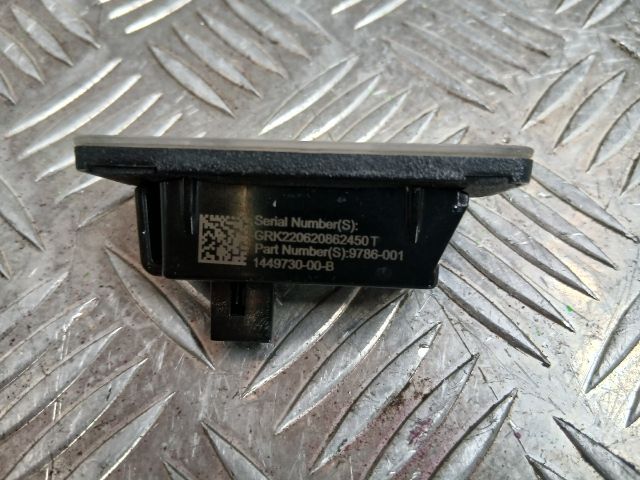 Serial Number(S):
GRK220620862450T
Part Number(S):9786-001
1449730-00-B